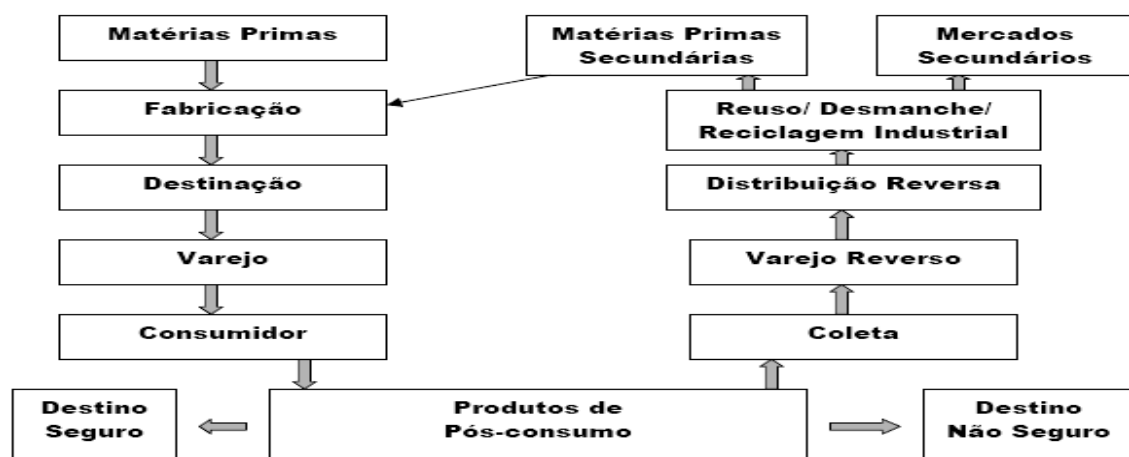 Matérias Primas
Fabricação
Destinação
Varejo
Consumidor
Destino
Seguro
Produtos de
Pós-consumo
Destino
Não Seguro
Coleta
Varejo Reverso
Distribuição Reversa
Reuso/ Desmanche/
Reciclagem Industrial
Matérias Primas
Secundárias
Mercados
Secundários